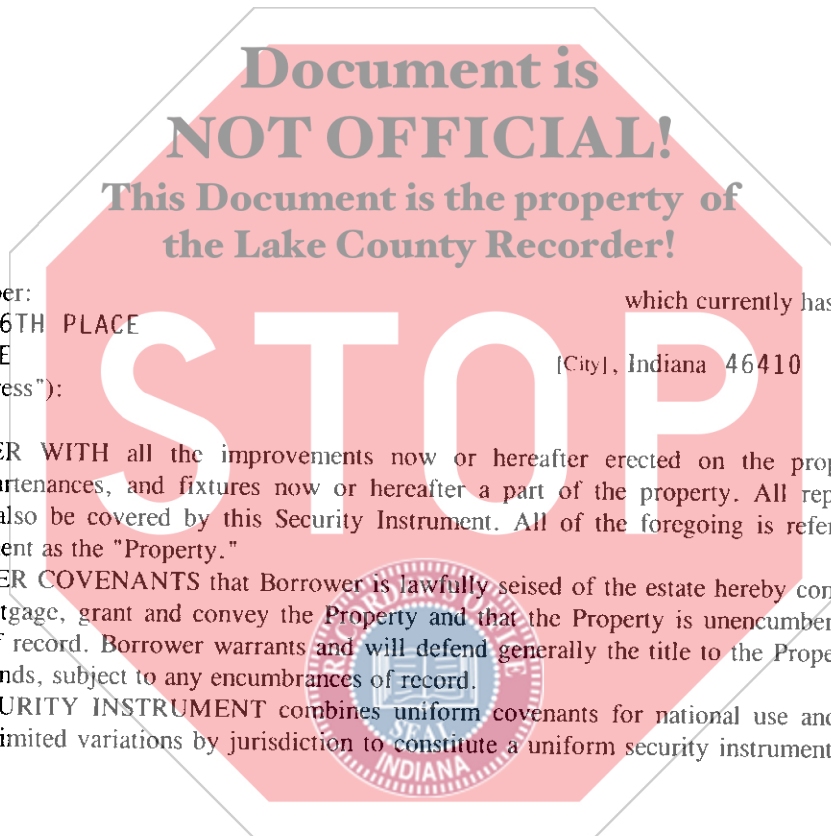 Document is
NOT OFFICIAL!
This Document is the property of
the Lake County Recorder!
er: which currently has
6TH PLACE
E [City], Indiana 46410
ess"):
STOP
ER WITH all the improvements now or hereafter erected on the prop
rtenances, and fixtures now or hereafter a part of the property. All rep
also be covered by this Security Instrument. All of the foregoing is refer
ent as the "Property."
ER COVENANTS that Borrower is lawfully seised of the estate hereby con
tgage, grant and convey the Property and that the Property is unencumber
f record. Borrower warrants and will defend generally the title to the Prope
nds, subject to any encumbrances of record.
URITY INSTRUMENT combines uniform covenants for national use and
imited variations by jurisdiction to constitute a uniform security instrument
RECORDER'S OFFICE
SEAL
INDIANA